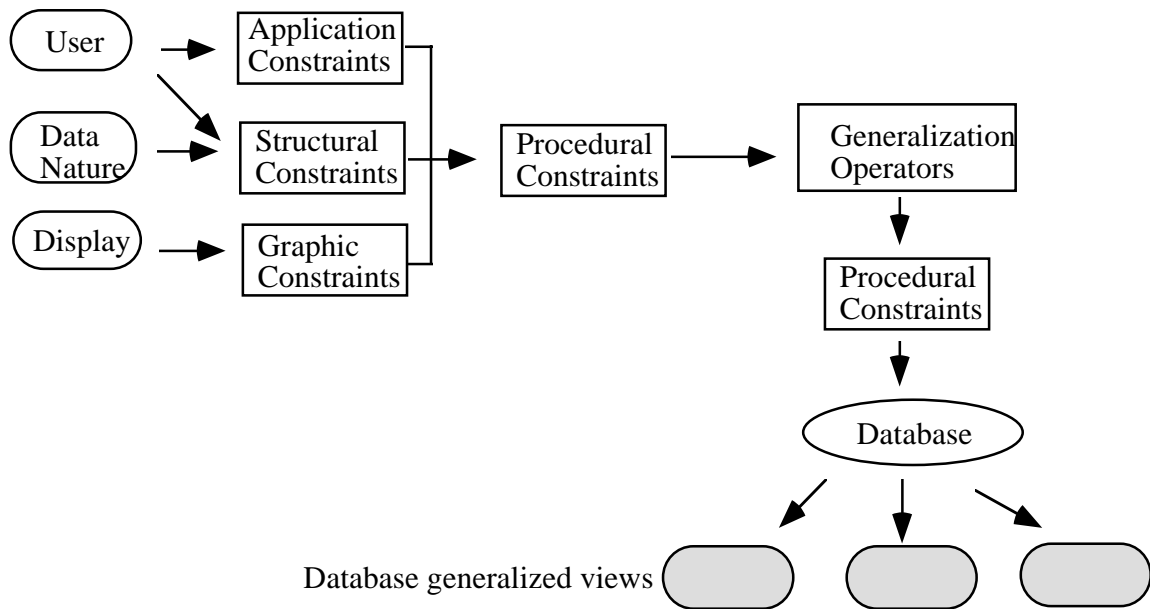 User
Application
Constraints
Data
Nature
Structural
Constraints
Procedural
Constraints
Generalization
Operators
Display
Graphic
Constraints
Procedural
Constraints
Database
Database generalized views